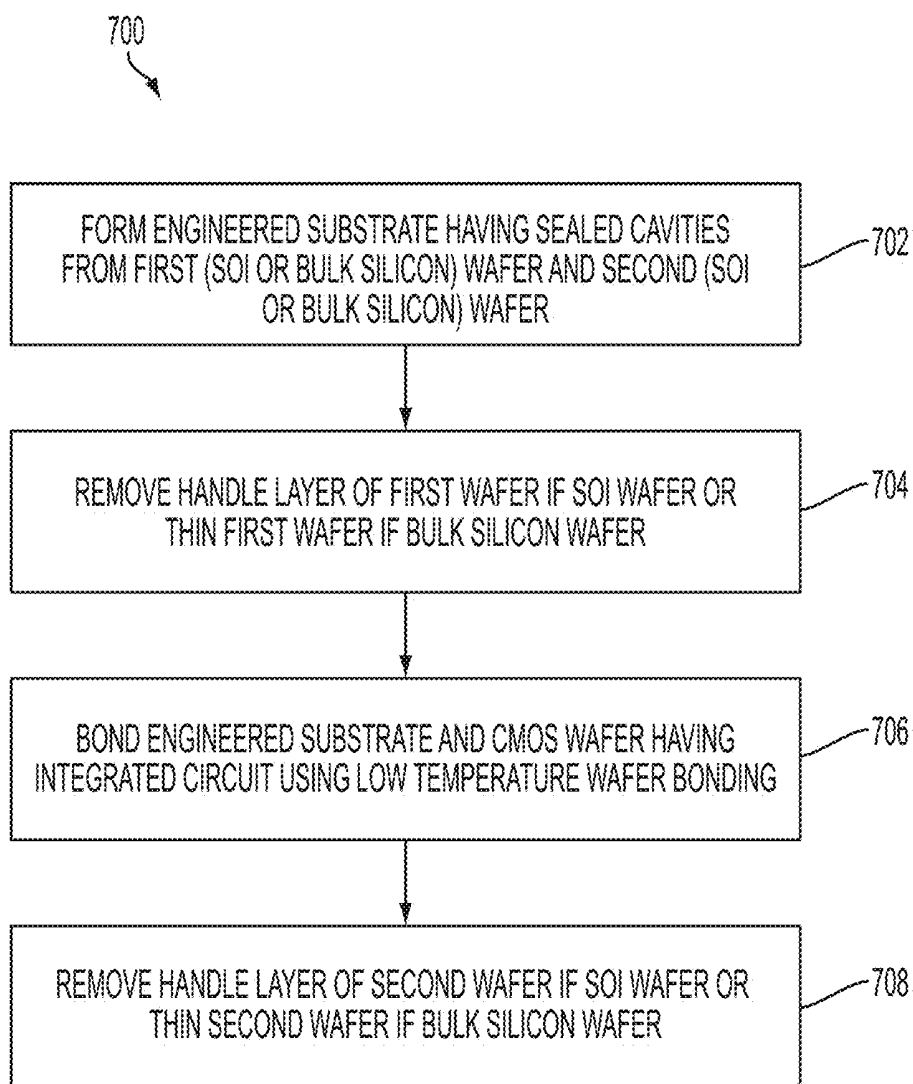 700
FORM ENGINEERED SUBSTRATE HAVING SEALED CAVITIES
FROM FIRST (SOI OR BULK SILICON) WAFER AND SECOND (SOI
OR BULK SILICON) WAFER
702
REMOVE HANDLE LAYER OF FIRST WAFER IF SOI WAFER OR
THIN FIRST WAFER IF BULK SILICON WAFER
704
BOND ENGINEERED SUBSTRATE AND CMOS WAFER HAVING
INTEGRATED CIRCUIT USING LOW TEMPERATURE WAFER BONDING
706
REMOVE HANDLE LAYER OF SECOND WAFER IF SOI WAFER OR
THIN SECOND WAFER IF BULK SILICON WAFER
708